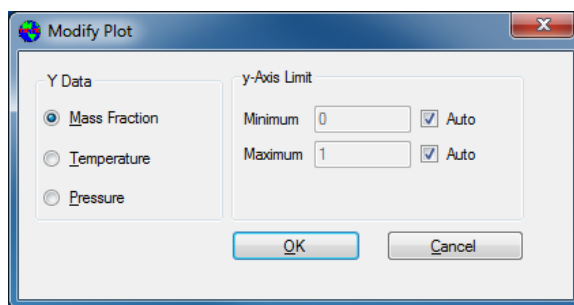 Modify Plot
Y Data
Mass Fraction
Temperature
Pressure
y-Axis Limit
Minimum 0 Auto
Maximum 1 Auto
OK Cancel